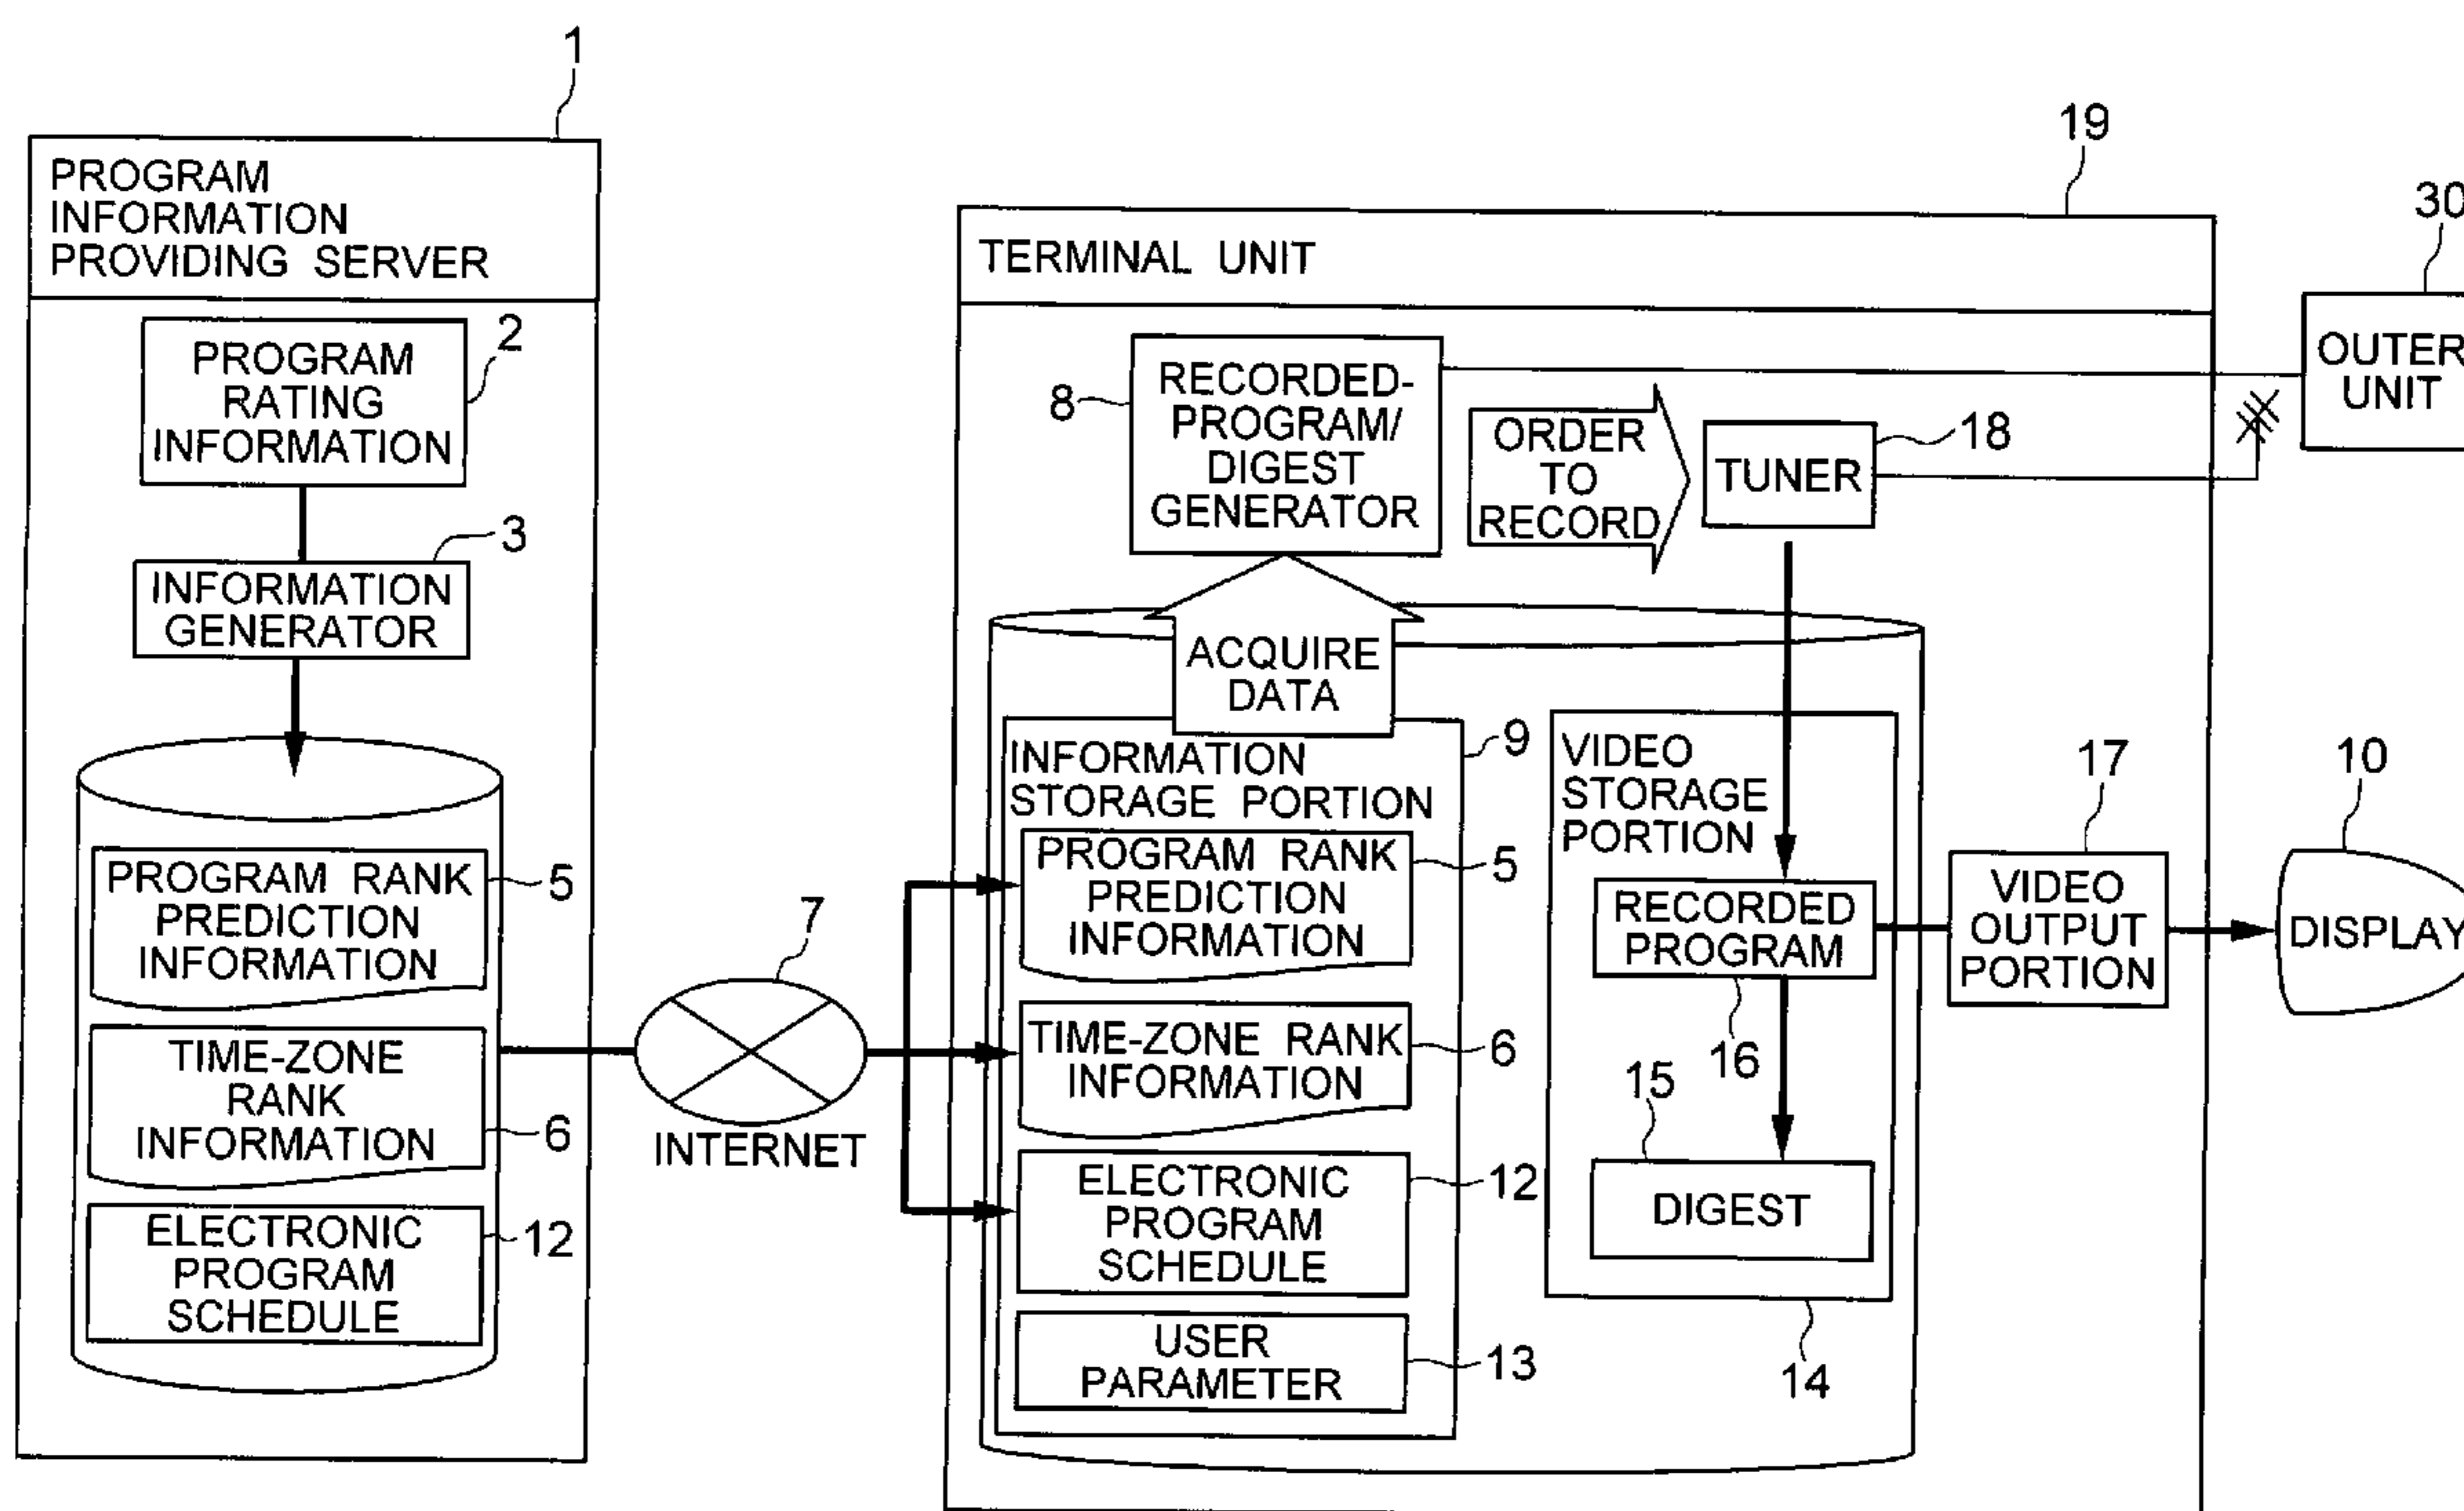 1
PROGRAM
INFORMATION
PROVIDING SERVER
PROGRAM
RATING
INFORMATION
2
INFORMATION
GENERATOR
3
PROGRAM RANK
PREDICTION
INFORMATION
5
TIME-ZONE
RANK
INFORMATION
6
ELECTRONIC
PROGRAM
SCHEDULE
12
7
INTERNET
19
TERMINAL UNIT
8
RECORDED-
PROGRAM/
DIGEST
GENERATOR
ORDER
TO
RECORD
TUNER
18
30
OUTER
UNIT
ACQUIRE
DATA
INFORMATION
STORAGE PORTION
9
PROGRAM RANK
PREDICTION
INFORMATION
5
TIME-ZONE RANK
INFORMATION
6
ELECTRONIC
PROGRAM
SCHEDULE
12
USER
PARAMETER
13
VIDEO
STORAGE
PORTION
RECORDED
PROGRAM
16
15
DIGEST
14
17
VIDEO
OUTPUT
PORTION
10
DISPLAY